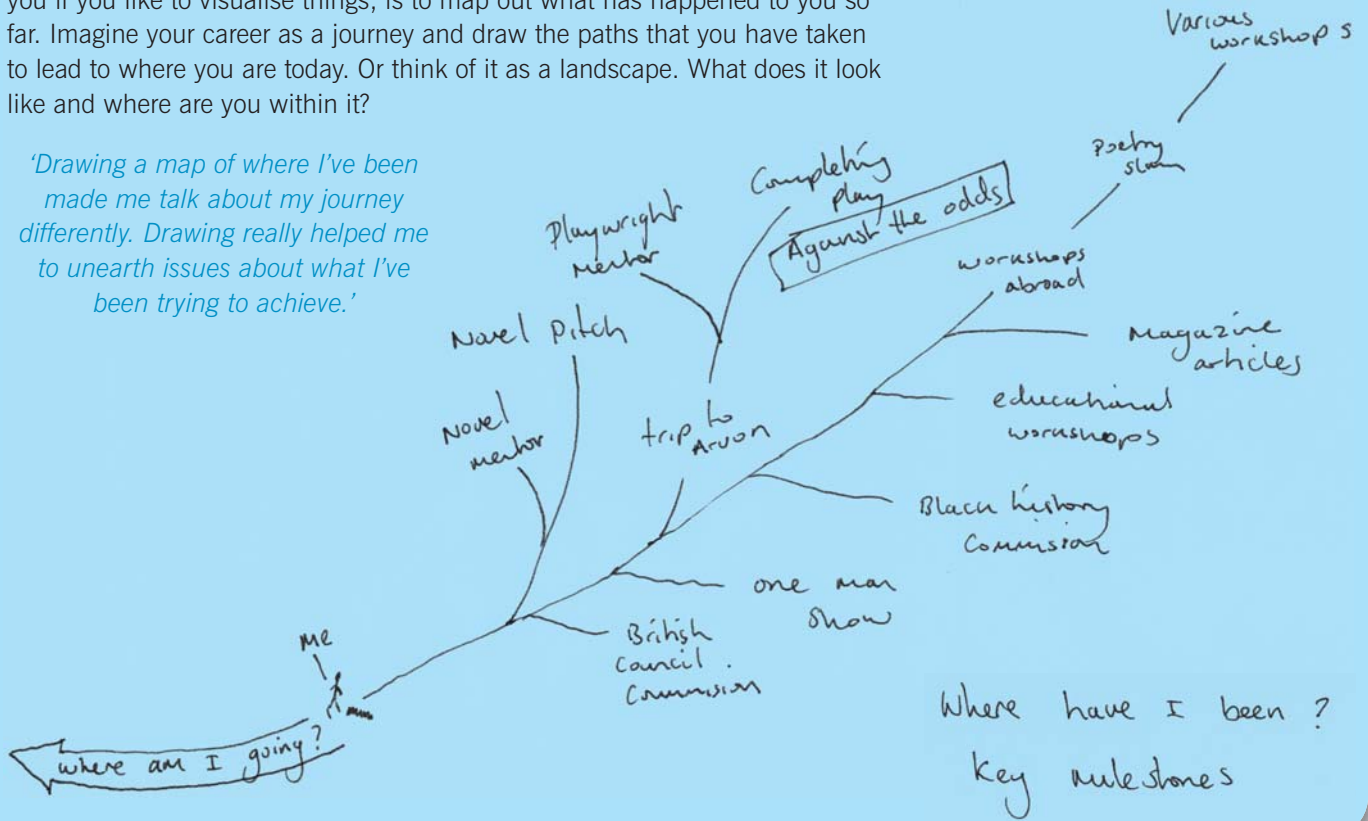 you if you like to visualise things, is to map out what has happened to you so
far. Imagine your career as a journey and draw the paths that you have taken
to lead to where you are today. Or think of it as a landscape. What does it look
like and where are you within it?
'Drawing a map of where I've been
made me talk about my journey
differently. Drawing really helped me
to unearth issues about what I've
been trying to achieve.'
Various
workshops
Poetry
slam
Completing
play
Against the odds
Playwright
mentor
workshops
abroad
Novel Pitch
Magazine
articles
Novel
mentor
trip to
Arvon
educational
workshops
Black history
Commision
one man
Show
British
Council
Commision
me
where am I going?
Where have I been?
Key milestones